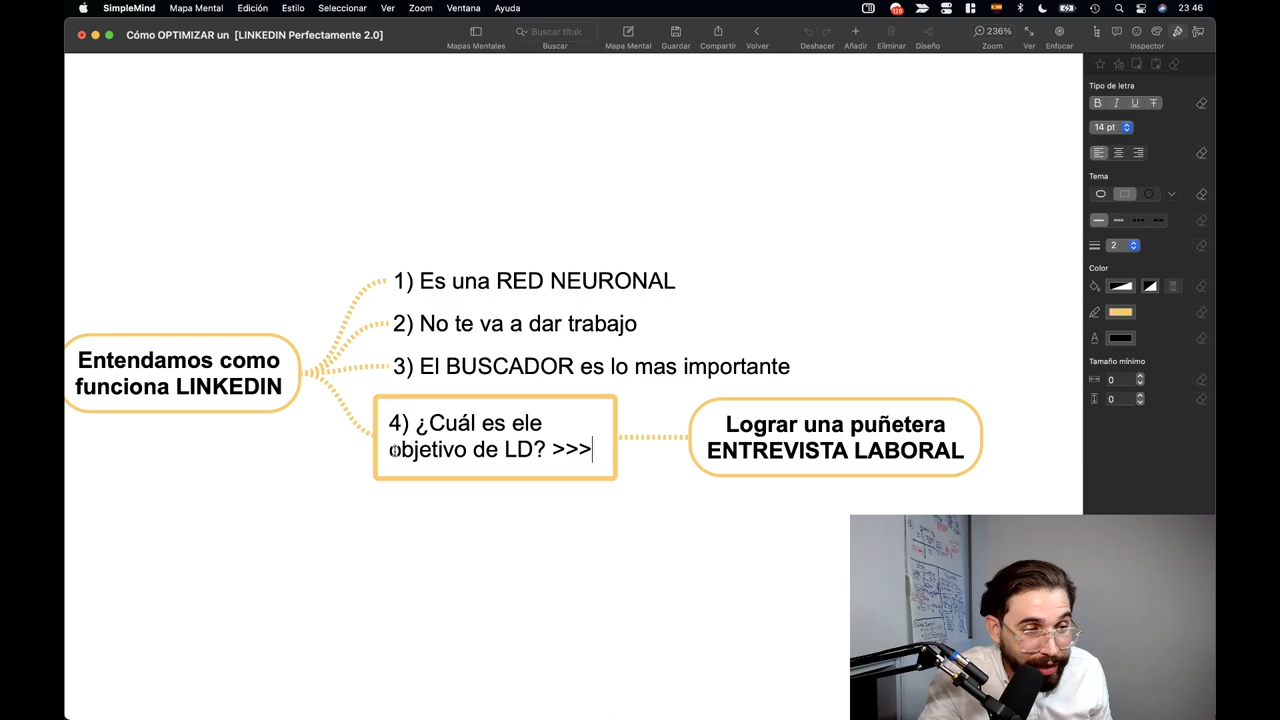 SimpleMind Mapa Mental Edición Estilo Seleccionar Ver Zoom Ventana Ayuda 23 46
Cómo OPTIMIZAR un [LINKEDIN Perfectamente 2.0]
Buscar títulc
236%
Mapas Mentales Buscar Mapa Mental Guardar Compartir Volver Deshacer Añadir Eliminar Diseño Zoom Ver Enfocar Inspector
Tipo de letra
B I U T
14 pt
Tema
2
Color
A
Tamaño mínimo
0
0
1) Es una RED NEURONAL
2) No te va a dar trabajo
3) El BUSCADOR es lo mas importante
Entendamos como
funciona LINKEDIN
4) ¿Cuál es ele
objetivo de LD? >>>
Lograr una puñetera
ENTREVISTA LABORAL